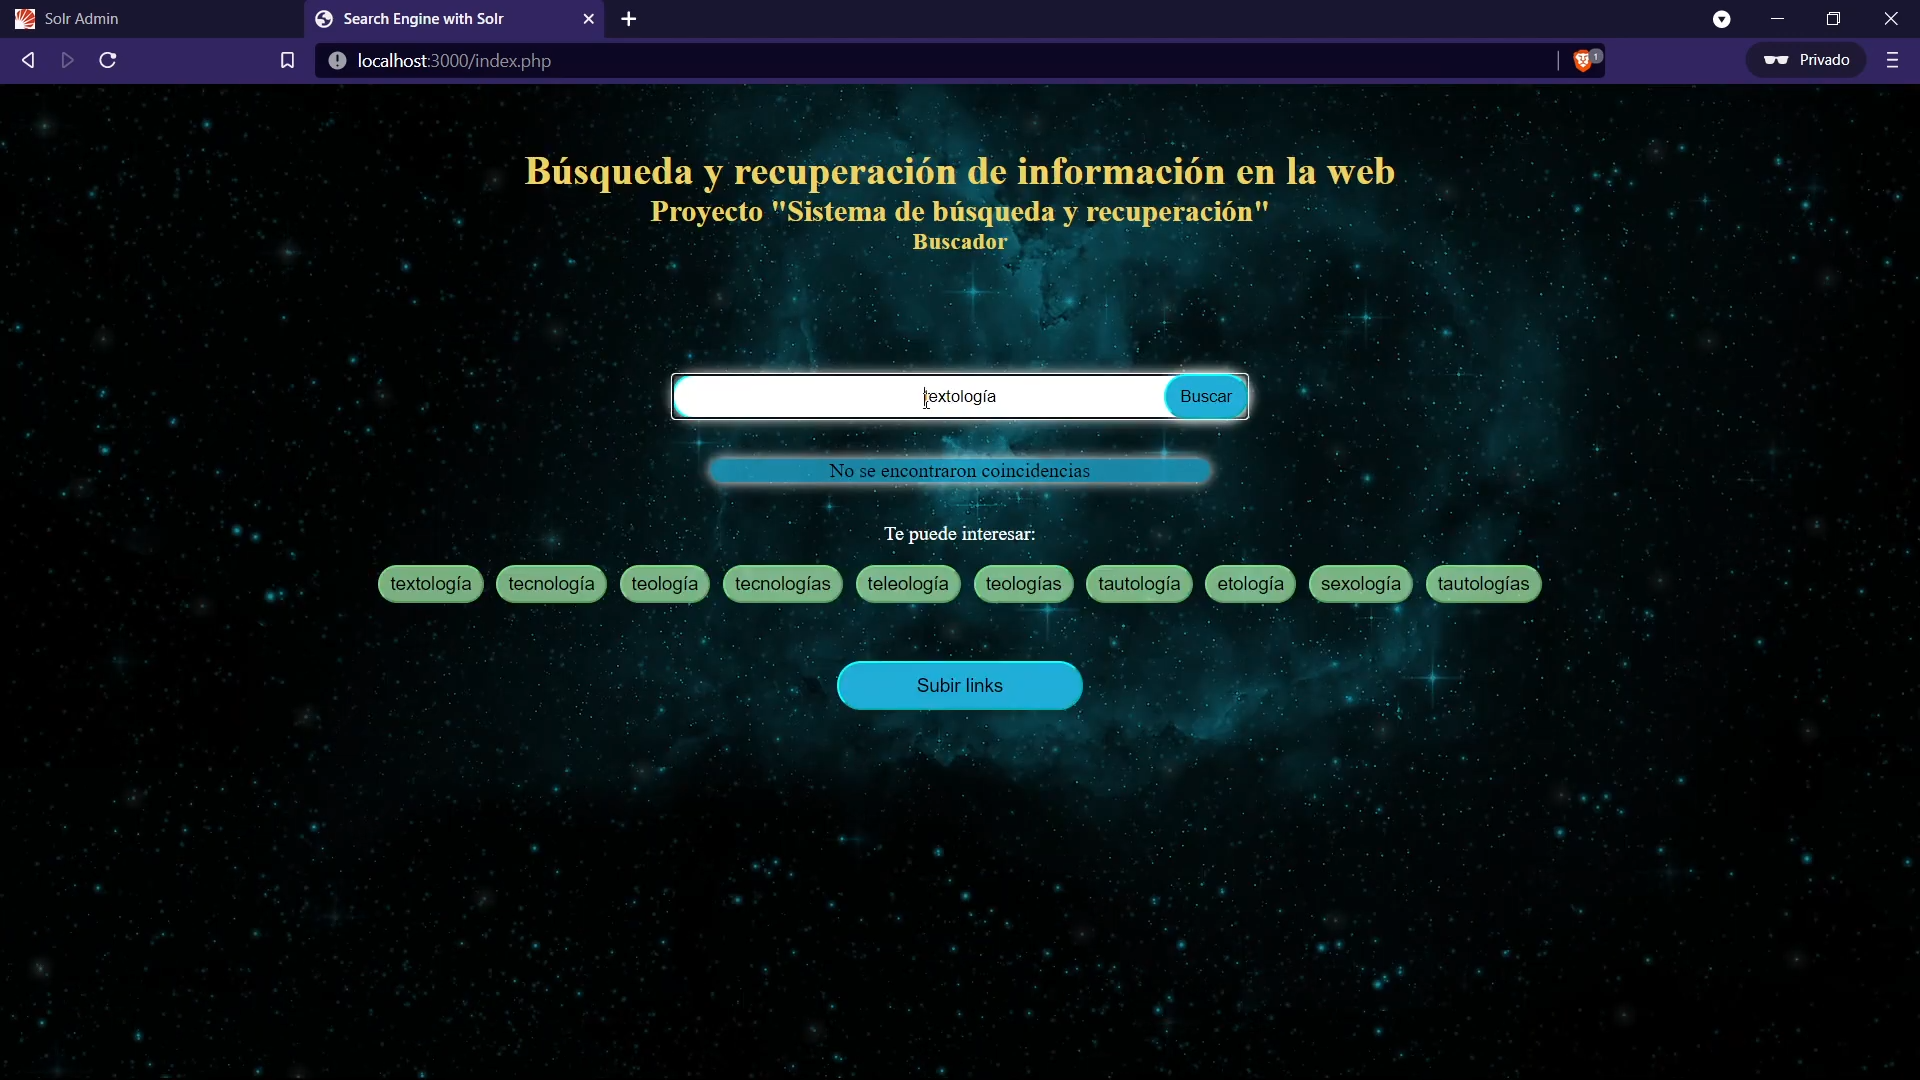 Solr Admin
Search Engine with Solr
localhost:3000/index.php
1
Privado
Búsqueda y recuperación de información en la web
Proyecto "Sistema de búsqueda y recuperación"
Buscador
textología
Buscar
No se encontraron coincidencias
Te puede interesar:
textología tecnología teología tecnologías teleología teologías tautología etología sexología tautologías
Subir links